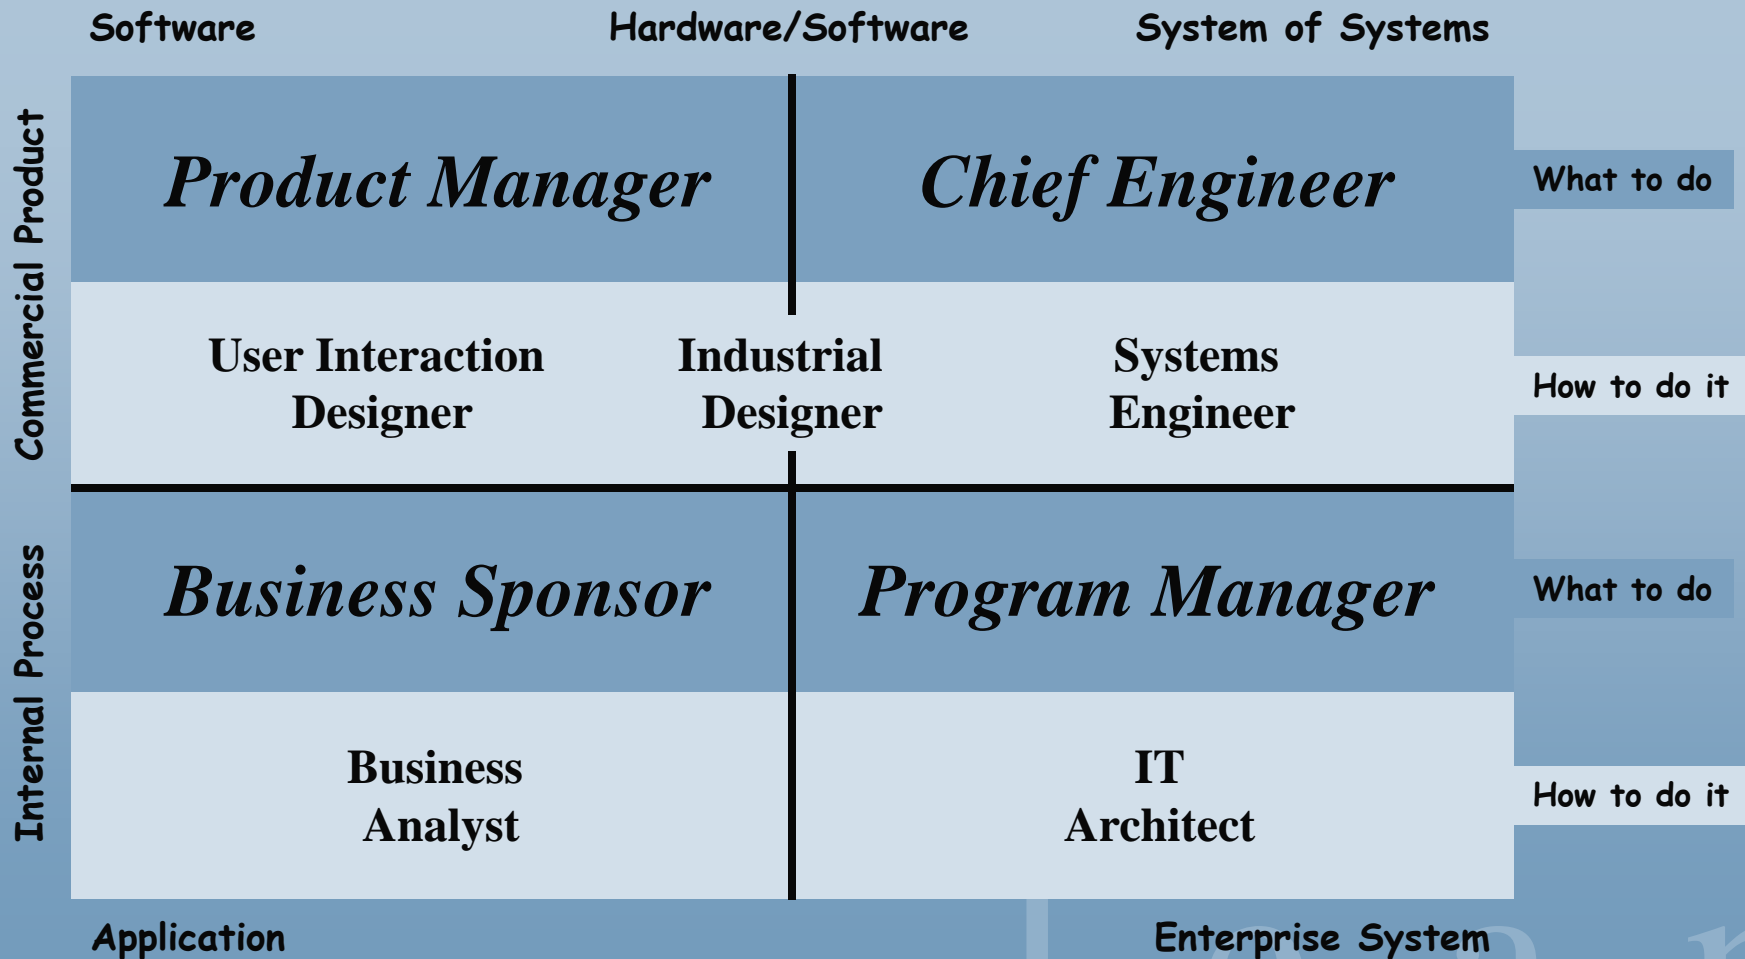 Software
Hardware/Software
System of Systems
Commercial Product
Product Manager
Chief Engineer
What to do
User Interaction
Designer
Industrial
Designer
Systems
Engineer
How to do it
Internal Process
Business Sponsor
Program Manager
What to do
Business
Analyst
IT
Architect
How to do it
Application
Enterprise System